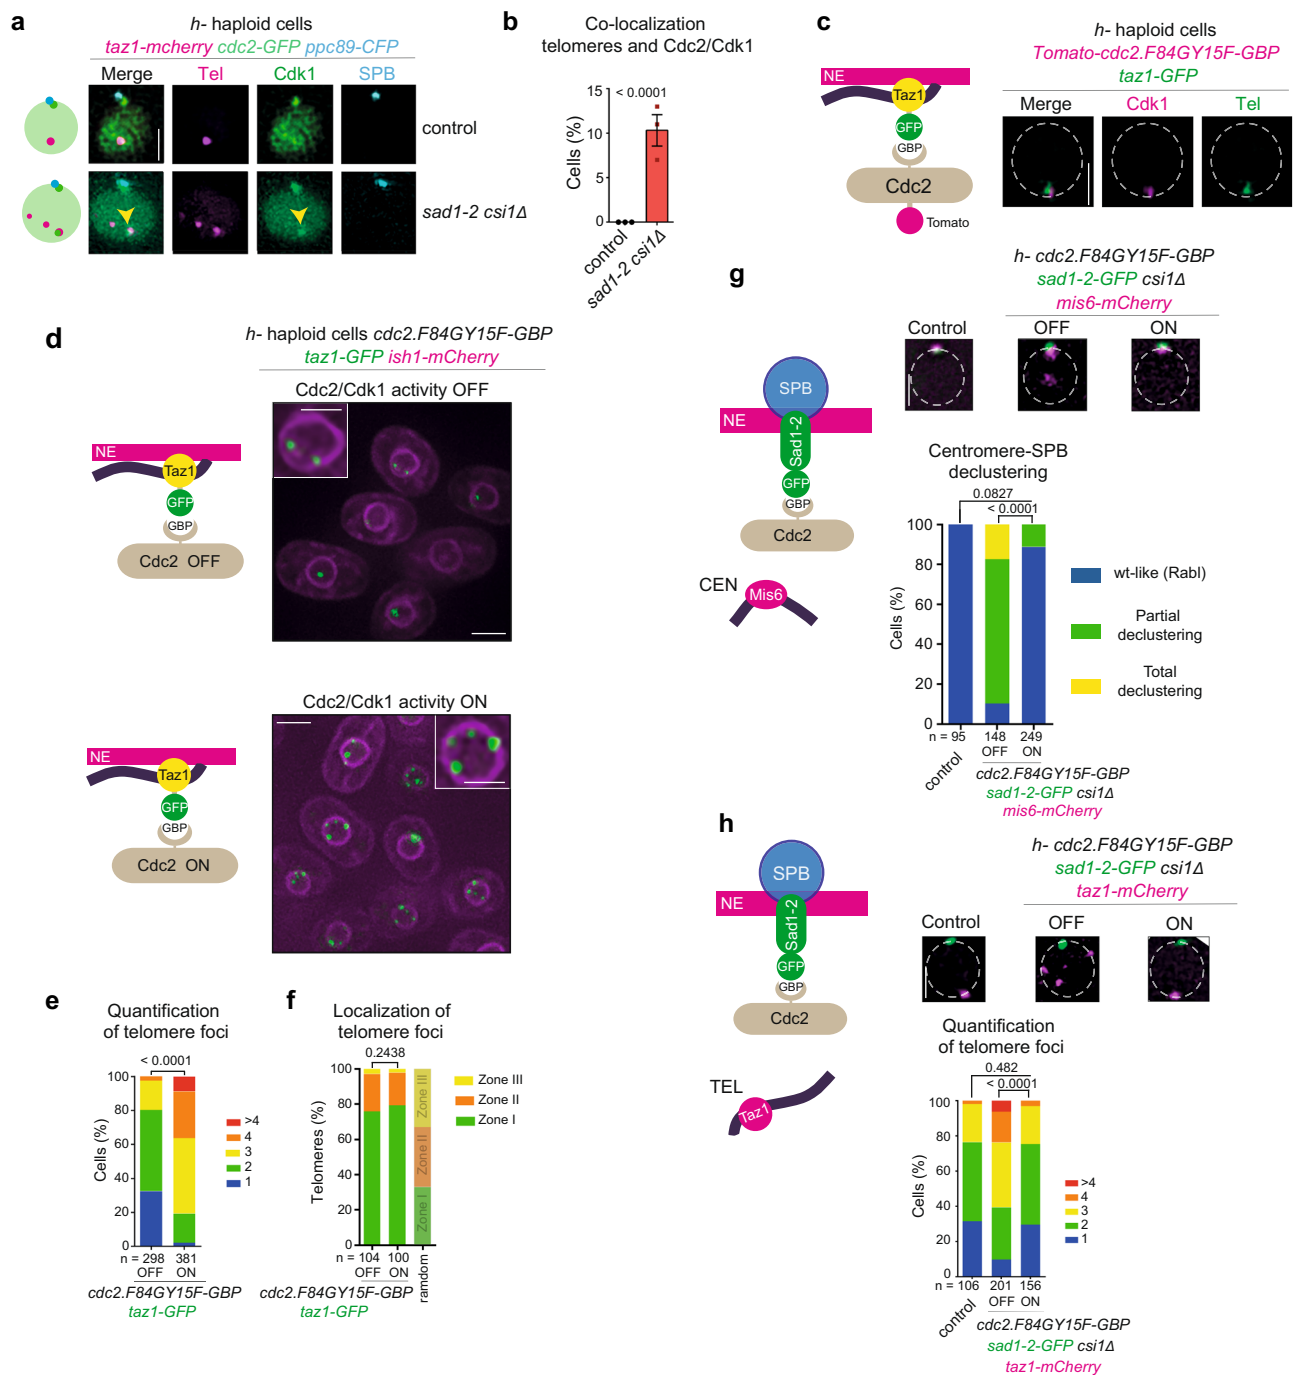 a
h- haploid cells
taz1-mcherry cdc2-GFP ppc89-CFP
Merge Tel Cdk1 SPB
control
sad1-2 csi1Δ
b
Co-localization
telomeres and Cdc2/Cdk1
< 0.0001
Cells (%)
15
10
5
0
control
sad1-2 csi1Δ
c
h- haploid cells
Tomato-cdc2.F84GY15F-GBP
taz1-GFP
Merge Cdk1 Tel
NE
Taz1
GFP
GBP
Cdc2
Tomato
d
h- haploid cells cdc2.F84GY15F-GBP
taz1-GFP ish1-mCherry
Cdc2/Cdk1 activity OFF
NE
Taz1
GFP
GBP
Cdc2 OFF
Cdc2/Cdk1 activity ON
NE
Taz1
GFP
GBP
Cdc2 ON
e
Quantification
of telomere foci
< 0.0001
Cells (%)
100
80
60
40
20
0
>4
4
3
2
1
n = 298 381
OFF ON
cdc2.F84GY15F-GBP
taz1-GFP
f
Localization of
telomere foci
0.2438
Telomeres (%)
100
80
60
40
20
0
Zone III
Zone II
Zone I
Zone III
Zone II
Zone I
n = 104 100
OFF ON
ramdom
cdc2.F84GY15F-GBP
taz1-GFP
g
h- cdc2.F84GY15F-GBP
sad1-2-GFP csi1Δ
mis6-mCherry
Control OFF ON
SPB
NE
Sad1-2
GFP
GBP
Cdc2
CEN
Mis6
Centromere-SPB
declustering
0.0827
< 0.0001
Cells (%)
100
80
60
40
20
0
wt-like (Rabl)
Partial
declustering
Total
declustering
n = 95 148 249
control OFF ON
cdc2.F84GY15F-GBP
sad1-2-GFP csi1Δ
mis6-mCherry
h
h- cdc2.F84GY15F-GBP
sad1-2-GFP csi1Δ
taz1-mCherry
Control OFF ON
SPB
NE
Sad1-2
GFP
GBP
Cdc2
TEL
Taz1
Quantification
of telomere foci
0.482
< 0.0001
Cells (%)
100
80
60
40
20
0
>4
4
3
2
1
n = 106 201 156
control OFF ON
cdc2.F84GY15F-GBP
sad1-2-GFP csi1Δ
taz1-mCherry